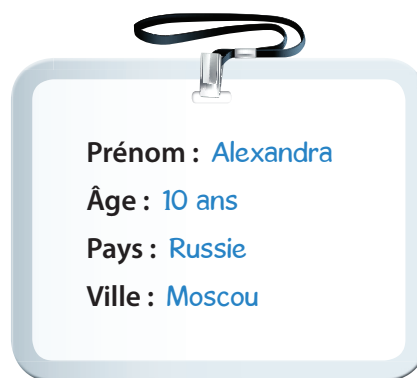 Prénom : Alexandra
Âge : 10 ans
Pays : Russie
Ville : Moscou